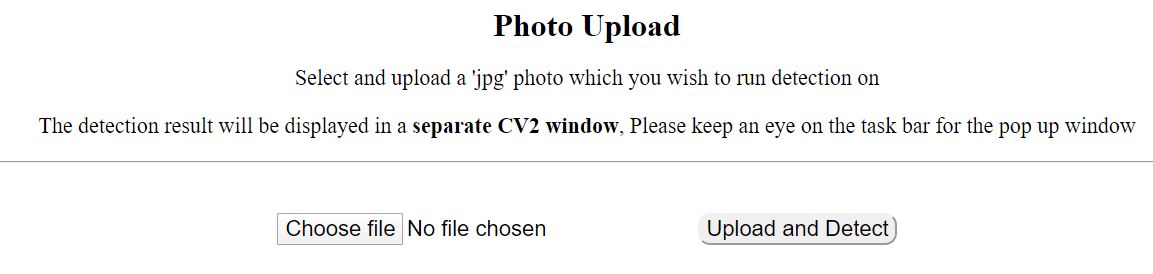 Photo Upload
Select and upload a 'jpg' photo which you wish to run detection on
The detection result will be displayed in a separate CV2 window, Please keep an eye on the task bar for the pop up window
Choose file No file chosen Upload and Detect